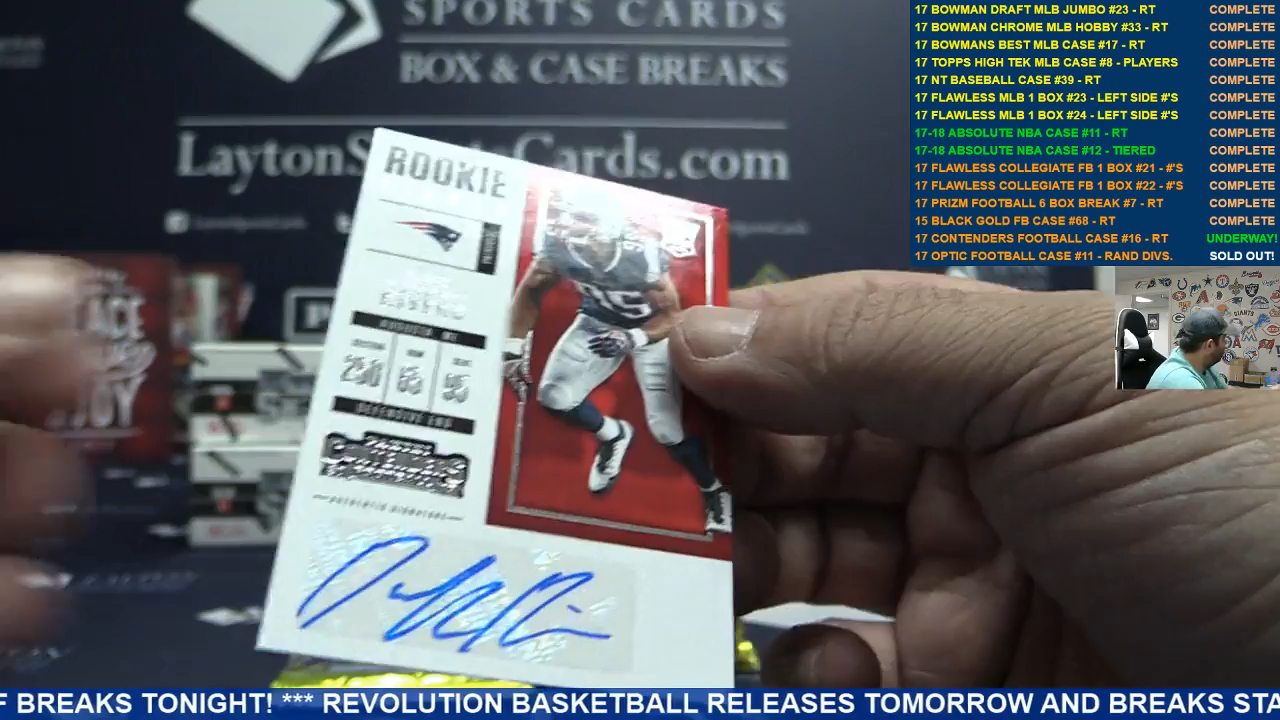 SPORTS CARDS
BOX & CASE BREAKS
LaytonSportsCards.com
ROOKIE
DEFENSIVE END
AUTHENTIC SIGNATURE
95
17 BOWMAN DRAFT MLB JUMBO #23 - RT COMPLETE
17 BOWMAN CHROME MLB HOBBY #33 - RT COMPLETE
17 BOWMANS BEST MLB CASE #17 - RT COMPLETE
17 TOPPS HIGH TEK MLB CASE #8 - PLAYERS COMPLETE
17 NT BASEBALL CASE #39 - RT COMPLETE
17 FLAWLESS MLB 1 BOX #23 - LEFT SIDE #'S COMPLETE
17 FLAWLESS MLB 1 BOX #24 - LEFT SIDE #'S COMPLETE
17-18 ABSOLUTE NBA CASE #11 - RT COMPLETE
17-18 ABSOLUTE NBA CASE #12 - TIERED COMPLETE
17 FLAWLESS COLLEGIATE FB 1 BOX #21 - #'S COMPLETE
17 FLAWLESS COLLEGIATE FB 1 BOX #22 - #'S COMPLETE
17 PRIZM FOOTBALL 6 BOX BREAK #7 - RT COMPLETE
15 BLACK GOLD FB CASE #68 - RT COMPLETE
17 CONTENDERS FOOTBALL CASE #16 - RT UNDERWAY!
17 OPTIC FOOTBALL CASE #11 - RAND DIVS. SOLD OUT!
F BREAKS TONIGHT! *** REVOLUTION BASKETBALL RELEASES TOMORROW AND BREAKS STA